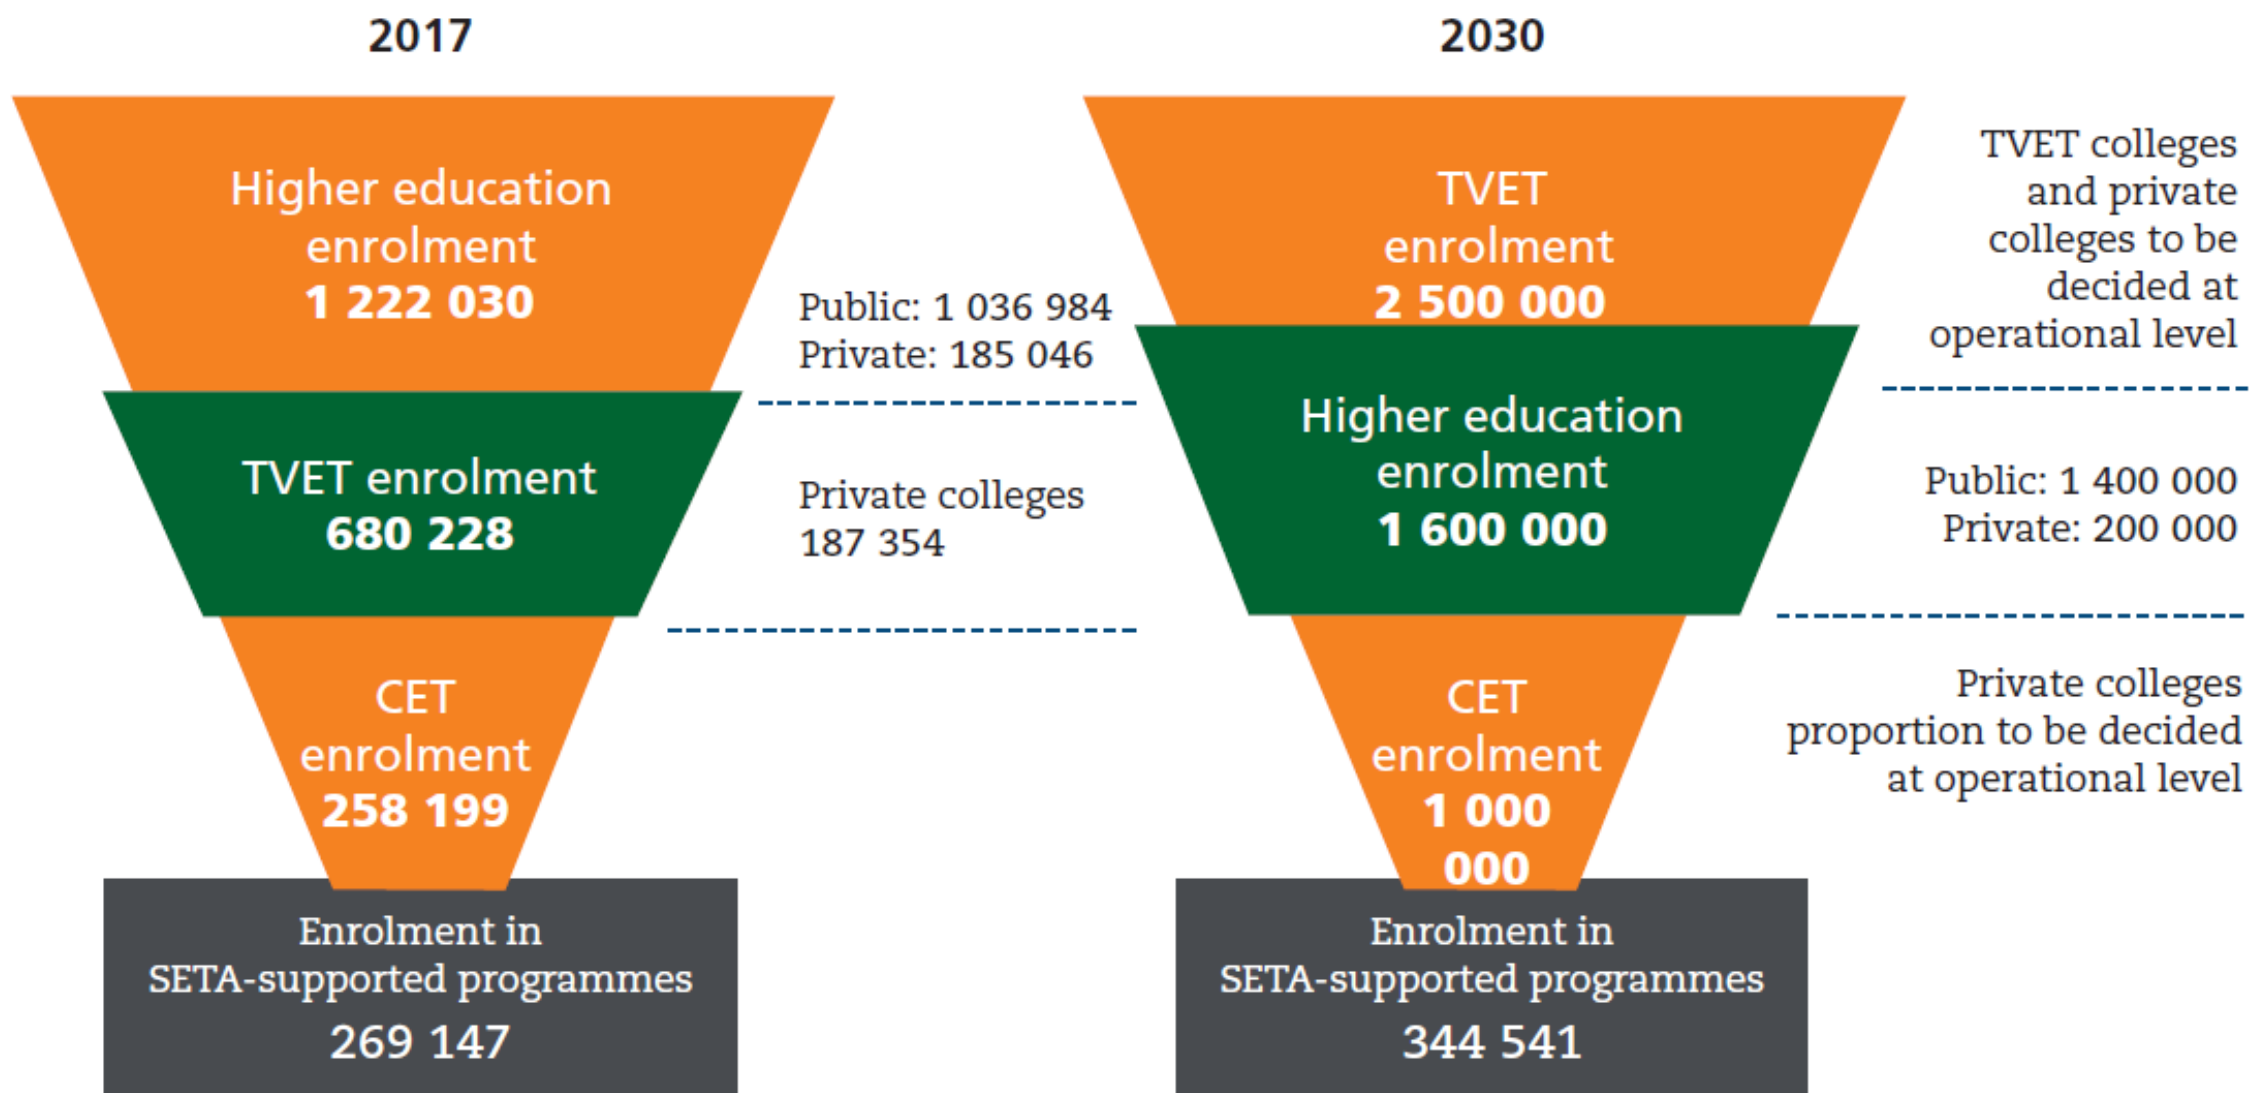 2017
Higher education
enrolment
1 222 030
Public: 1 036 984
Private: 185 046
TVET enrolment
680 228
Private colleges
187 354
CET
enrolment
258 199
Enrolment in
SETA-supported programmes
269 147
2030
TVET
enrolment
2 500 000
TVET colleges
and private
colleges to be
decided at
operational level
Higher education
enrolment
1 600 000
Public: 1 400 000
Private: 200 000
CET
enrolment
1 000
000
Private colleges
proportion to be decided
at operational level
Enrolment in
SETA-supported programmes
344 541